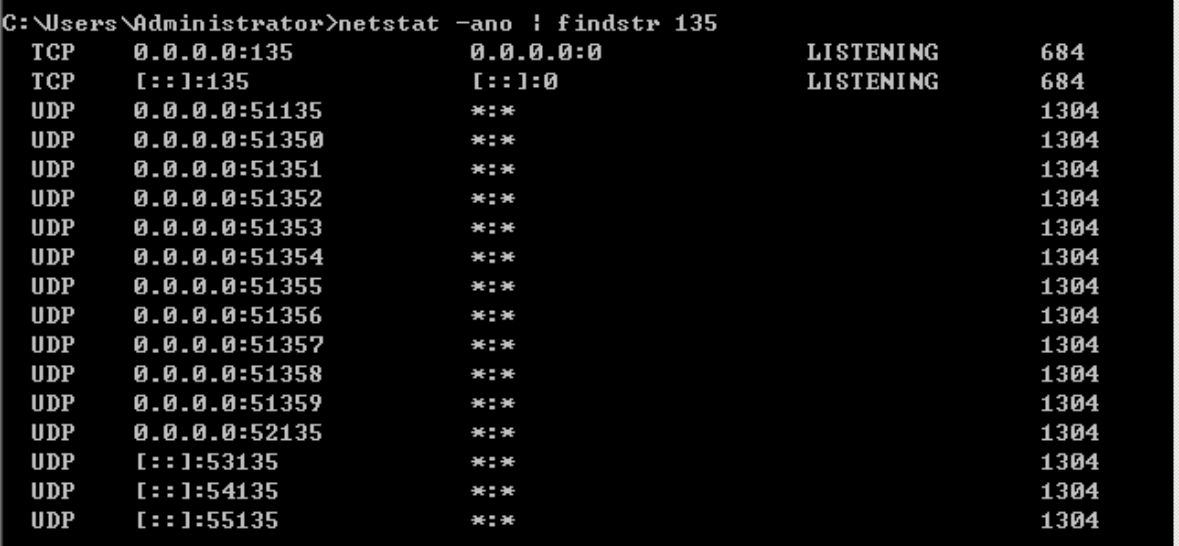 C:\Users\Administrator>netstat -ano | findstr 135
TCP 0.0.0.0:135 0.0.0.0:0 LISTENING 684
TCP [::]:135 [::]:0 LISTENING 684
UDP 0.0.0.0:51135 *:* 1304
UDP 0.0.0.0:51350 *:* 1304
UDP 0.0.0.0:51351 *:* 1304
UDP 0.0.0.0:51352 *:* 1304
UDP 0.0.0.0:51353 *:* 1304
UDP 0.0.0.0:51354 *:* 1304
UDP 0.0.0.0:51355 *:* 1304
UDP 0.0.0.0:51356 *:* 1304
UDP 0.0.0.0:51357 *:* 1304
UDP 0.0.0.0:51358 *:* 1304
UDP 0.0.0.0:51359 *:* 1304
UDP 0.0.0.0:52135 *:* 1304
UDP [::]:53135 *:* 1304
UDP [::]:54135 *:* 1304
UDP [::]:55135 *:* 1304